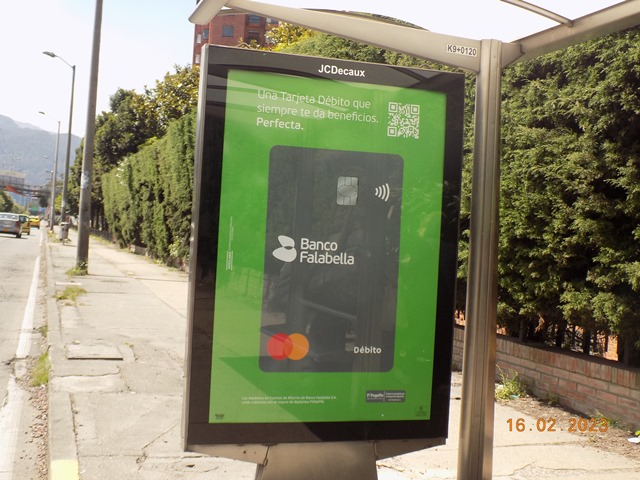 K9+0120
JCDecaux
Una Tarjeta Débito que
siempre te da beneficios.
Perfecta.
Banco
Falabella
Débito
16.02.2023